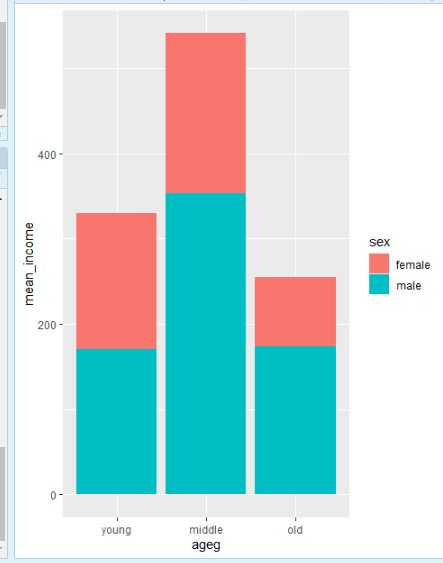 400
200
0
mean_income
young middle old
ageg
sex
female
male